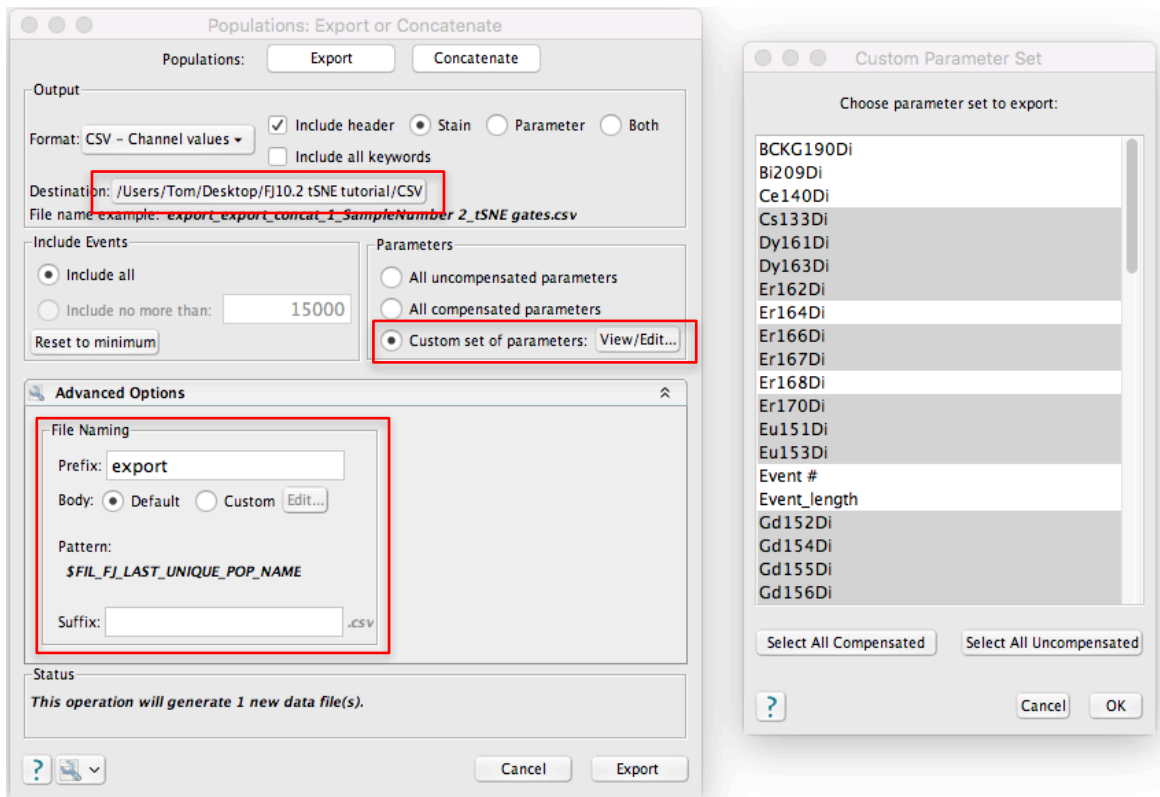 Populations: Export or Concatenate
Populations: Export Concatenate
Output
Format: CSV – Channel values Include header Stain Parameter Both
Include all keywords
Destination: /Users/Tom/Desktop/FJ10.2 tSNE tutorial/CSV
File name example: export_export_concat_1_SampleNumber 2_tSNE gates.csv
Include Events
Include all
Include no more than: 15000
Reset to minimum
Parameters
All uncompensated parameters
All compensated parameters
Custom set of parameters: View/Edit...
Advanced Options
File Naming
Prefix: export
Body: Default Custom Edit...
Pattern:
$FIL_FJ_LAST_UNIQUE_POP_NAME
Suffix: .csv
Status
This operation will generate 1 new data file(s).
? Cancel Export
Custom Parameter Set
Choose parameter set to export:
BCKG190Di
Bi209Di
Ce140Di
Cs133Di
Dy161Di
Dy163Di
Er162Di
Er164Di
Er166Di
Er167Di
Er168Di
Er170Di
Eu151Di
Eu153Di
Event #
Event_length
Gd152Di
Gd154Di
Gd155Di
Gd156Di
Select All Compensated Select All Uncompensated
? Cancel OK